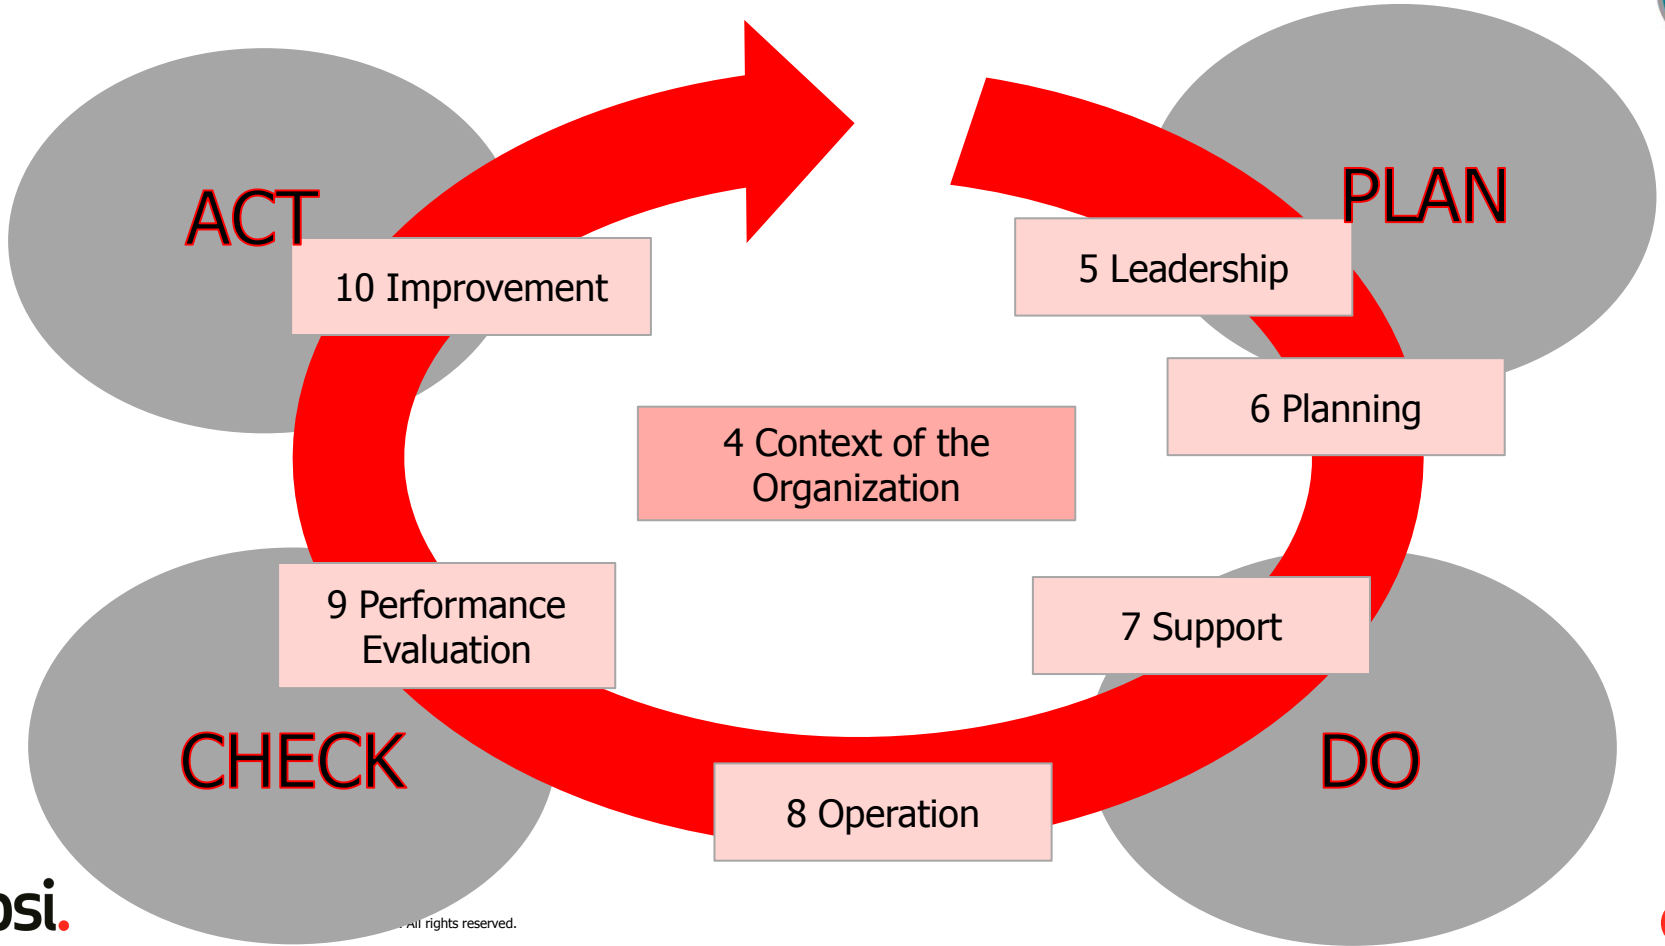 ACT
PLAN
10 Improvement
5 Leadership
6 Planning
4 Context of the
Organization
9 Performance
Evaluation
7 Support
CHECK
DO
8 Operation
bsi.
All rights reserved.